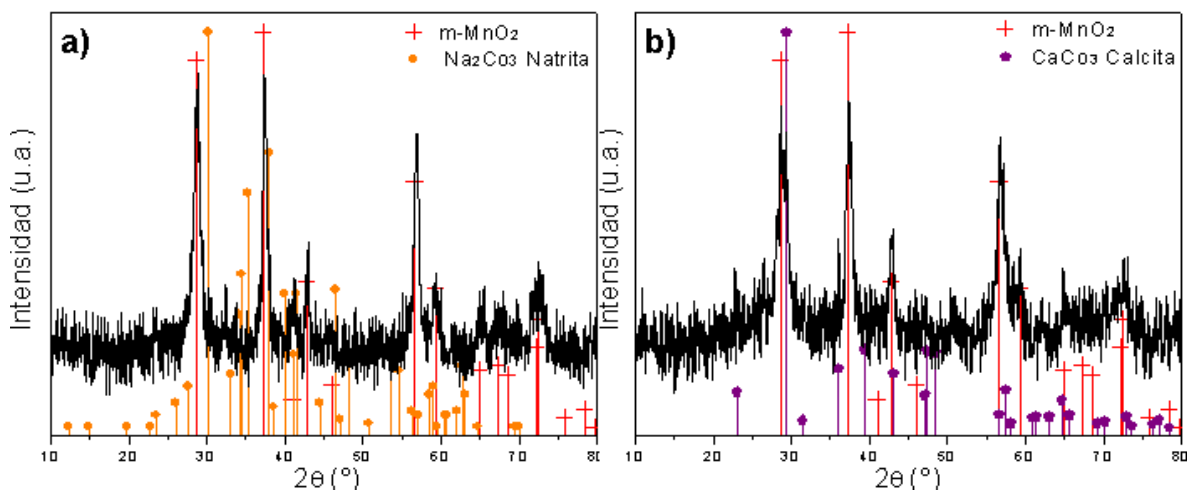 a)
m-MnO₂
Na₂Co₃ Natrita
Intensidad (u.a.)
10 20 30 40 50 60 70 80
2θ (°)
b)
m-MnO₂
CaCo₃ Calcita
Intensidad (u.a.)
10 20 30 40 50 60 70 80
2θ (°)